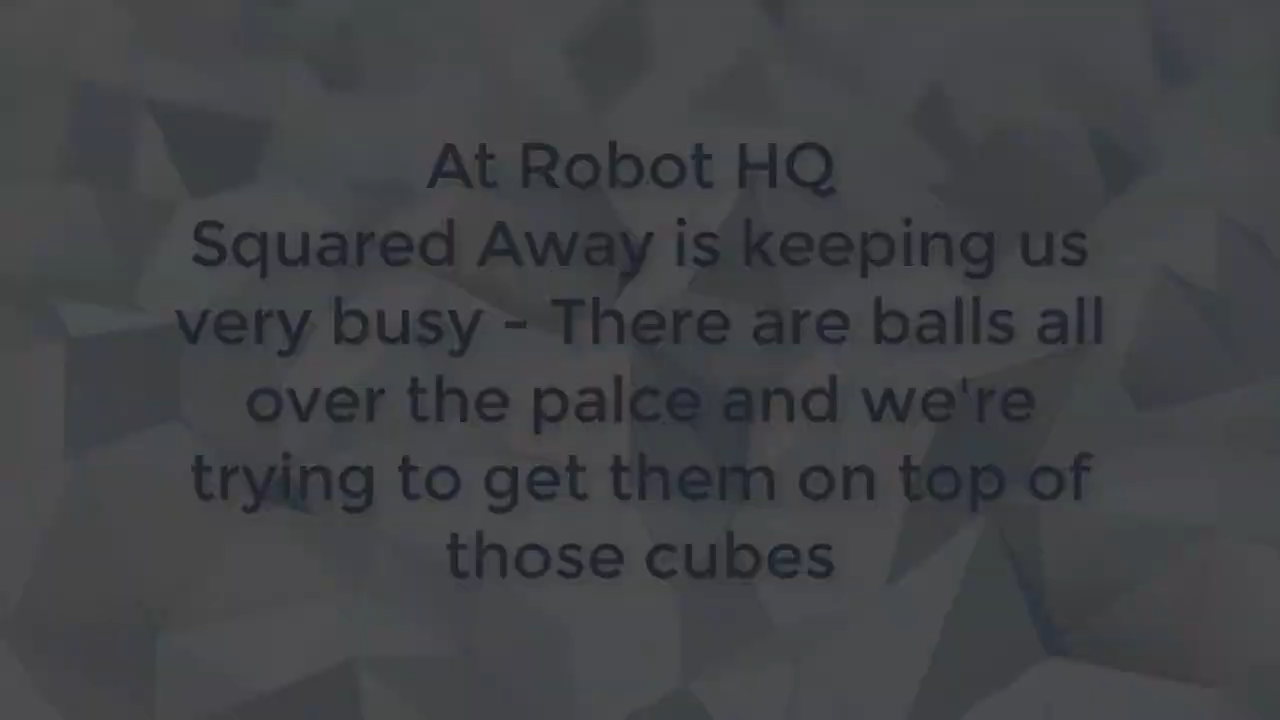 At Robot HQ
Squared Away is keeping us
very busy - There are balls all
over the palce and we're
trying to get them on top of
those cubes